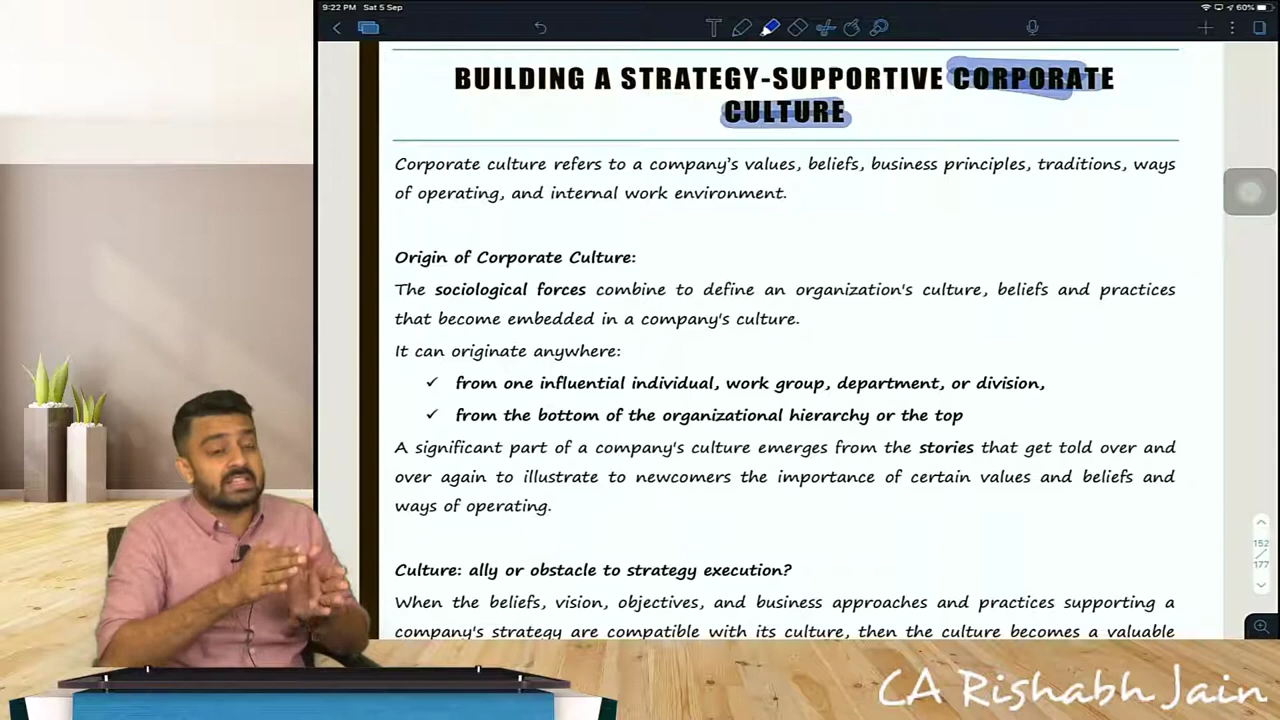 9:22 PM Sat 5 Sep
60%
BUILDING A STRATEGY-SUPPORTIVE CORPORATE
CULTURE
Corporate culture refers to a company's values, beliefs, business principles, traditions, ways
of operating, and internal work environment.
Origin of Corporate Culture:
The sociological forces combine to define an organization's culture, beliefs and practices
that become embedded in a company's culture.
It can originate anywhere:
✓ from one influential individual, work group, department, or division,
✓ from the bottom of the organizational hierarchy or the top
A significant part of a company's culture emerges from the stories that get told over and
over again to illustrate to newcomers the importance of certain values and beliefs and
ways of operating.
Culture: ally or obstacle to strategy execution?
When the beliefs, vision, objectives, and business approaches and practices supporting a
company's strategy are compatible with its culture, then the culture becomes a valuable
152
/
177
CA Rishabh Jain